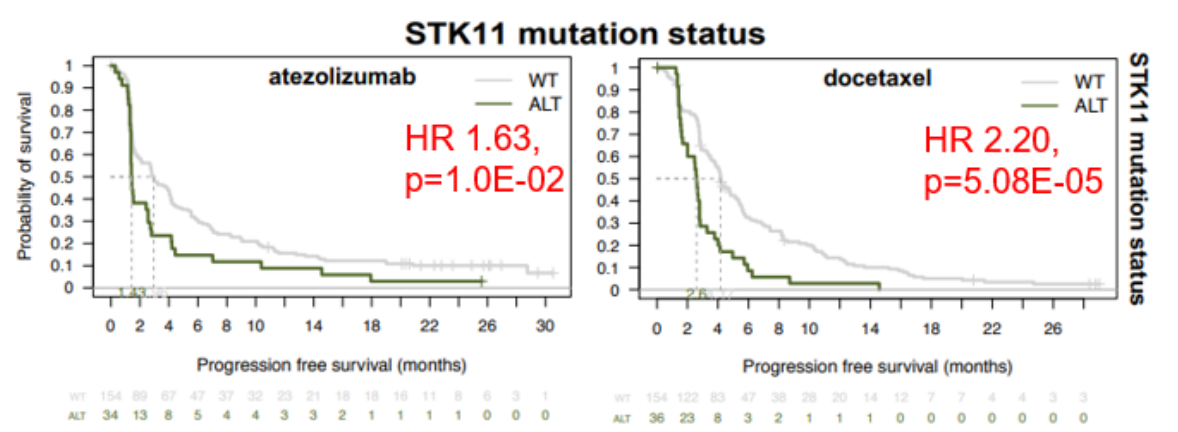 STK11 mutation status
atezolizumab
WT
ALT
HR 1.63,
p=1.0E-02
Probability of survival
1
0.9
0.8
0.7
0.6
0.5
0.4
0.3
0.2
0.1
0
1.43
0 2 4 6 8 10 14 18 22 26 30
Progression free survival (months)
WT 154 89 67 47 37 32 23 21 18 18 16 11 8 6 3 1
ALT 34 13 8 5 4 4 3 3 2 1 1 1 1 0 0 0
docetaxel
WT
ALT
HR 2.20,
p=5.08E-05
1
0.9
0.8
0.7
0.6
0.5
0.4
0.3
0.2
0.1
0
2.6
0 2 4 6 8 10 14 18 22 26
Progression free survival (months)
WT 154 122 83 47 38 28 20 14 12 7 7 4 4 3 3
ALT 36 23 8 3 2 1 1 1 0 0 0 0 0 0 0
STK11 mutation status